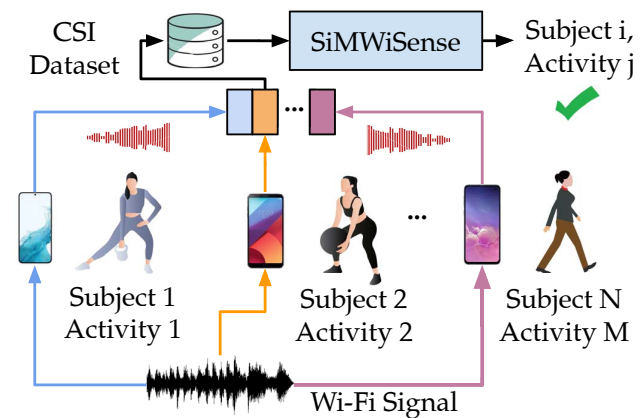 CSI
Dataset
SiMWiSense
Subject i,
Activity j
...
...
Subject 1
Activity 1
Subject 2
Activity 2
Subject N
Activity M
Wi-Fi Signal